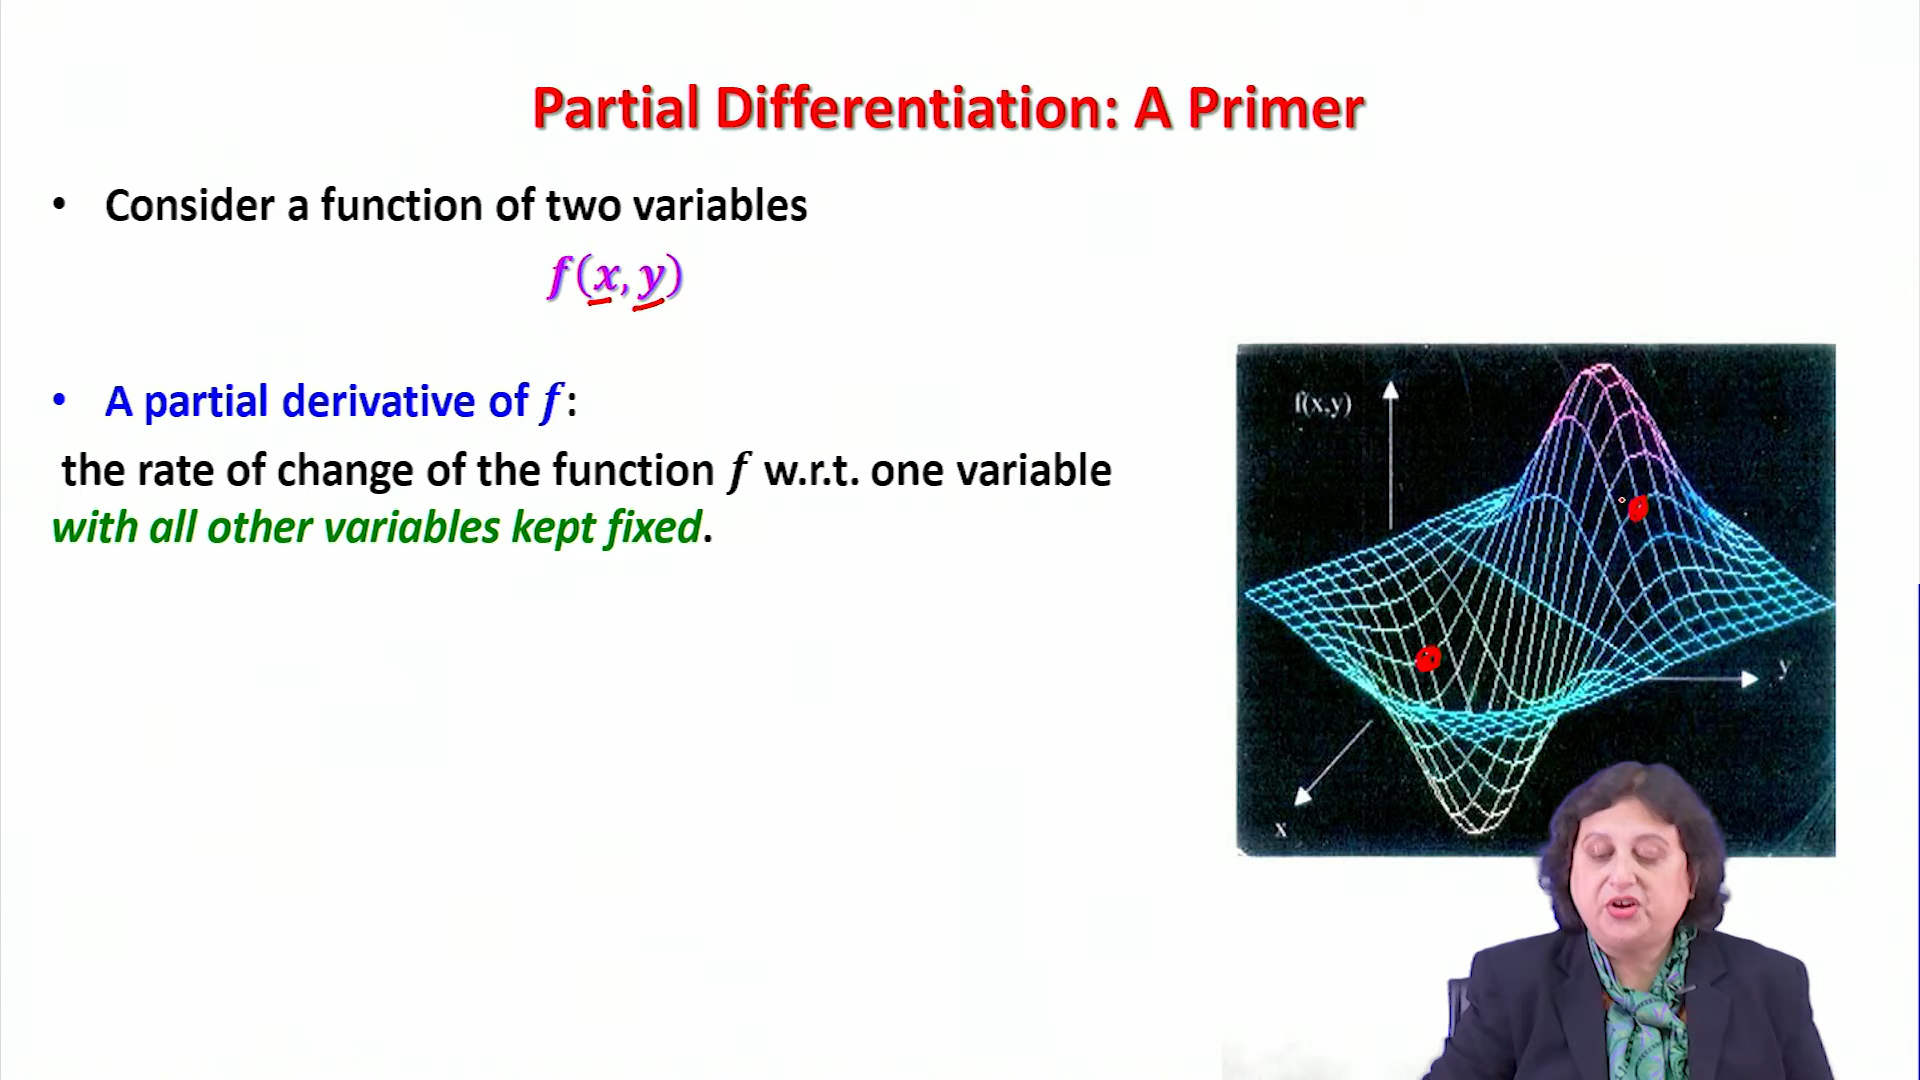 Partial Differentiation: A Primer
• Consider a function of two variables
f(x, y)
• A partial derivative of f:
the rate of change of the function f w.r.t. one variable
with all other variables kept fixed.
f(x,y)
y
x